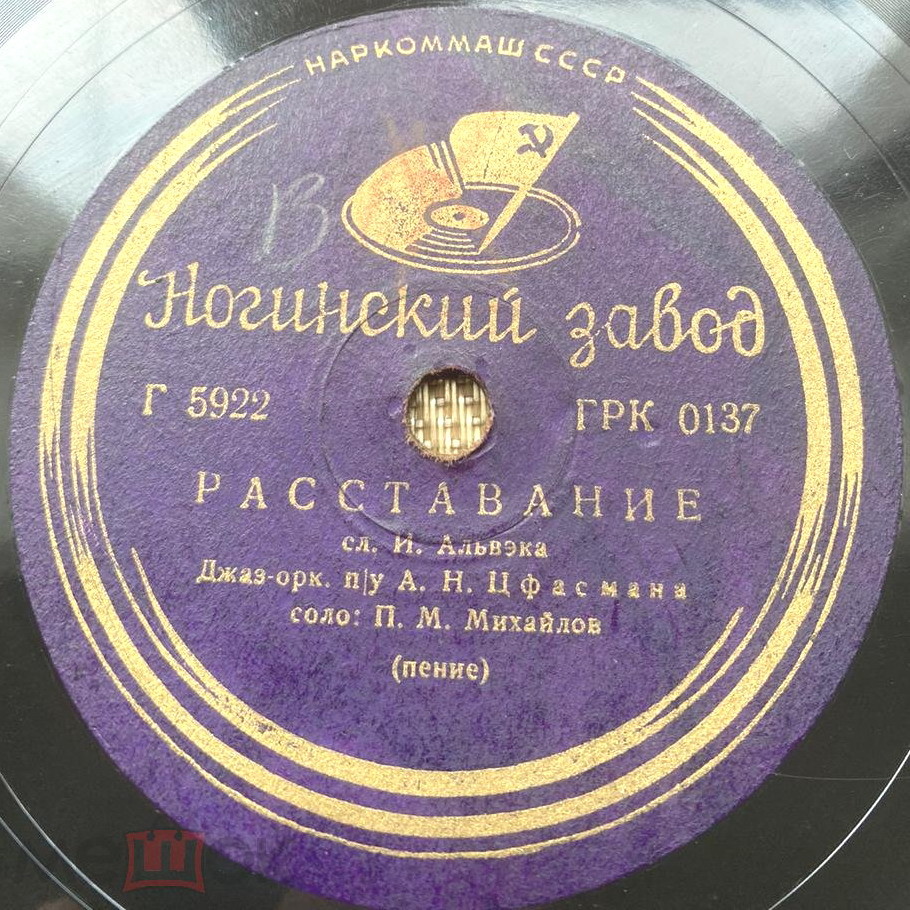 НАРКОММАШ СССР
В
Ногинский завод
Г 5922
ГРК 0137
РАССТАВАНИЕ
сл. И. Альвэка
Джаз-орк. п/у А. Н. Цфасмана
соло: П. М. Михайлов
(пение)